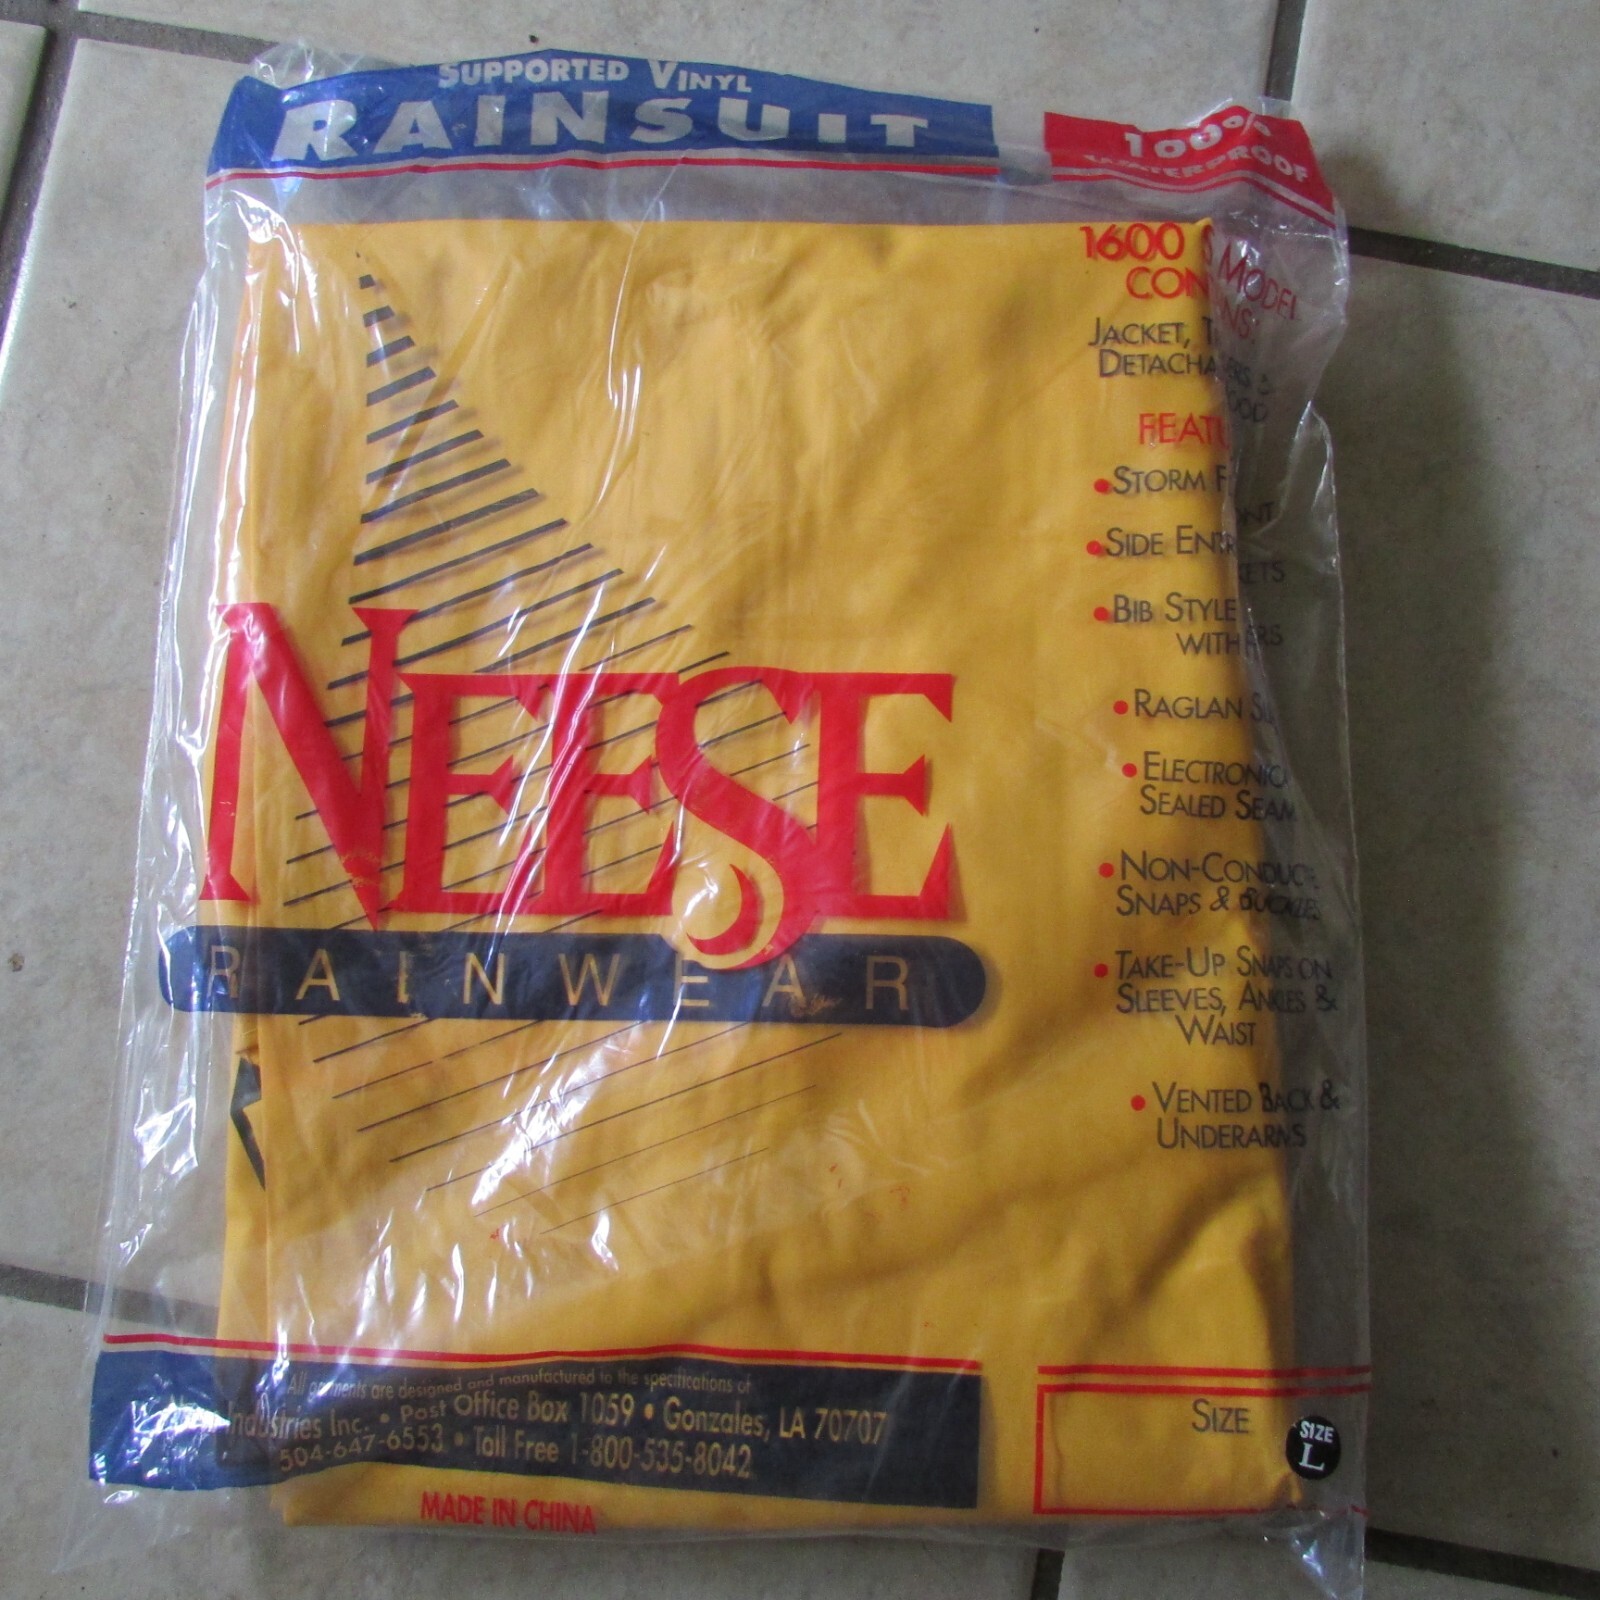 SUPPORTED VINYL
RAINSUIT
100%
WATERPROOF
1600 MODEL
JACKET,
FEATU
STORM
SIDE
BIB STYLE
WITH
RAGLAN
ELECTRONIC
SEALED SEAM
NON-CONDUC
SNAPS & BUCKLES
TAKE-UP SNAPS ON
SLEEVES, ANKLES &
WAIST
VENTED BACK &
UNDERARMS
NEESE
RAINWEAR
All garments are designed and manufactured to the specifications of
Industries Inc. • Post Office Box 1059 • Gonzales, LA 70707
504-647-6553 • Toll Free 1-800-535-8042
MADE IN CHINA
SIZE
SIZE
L